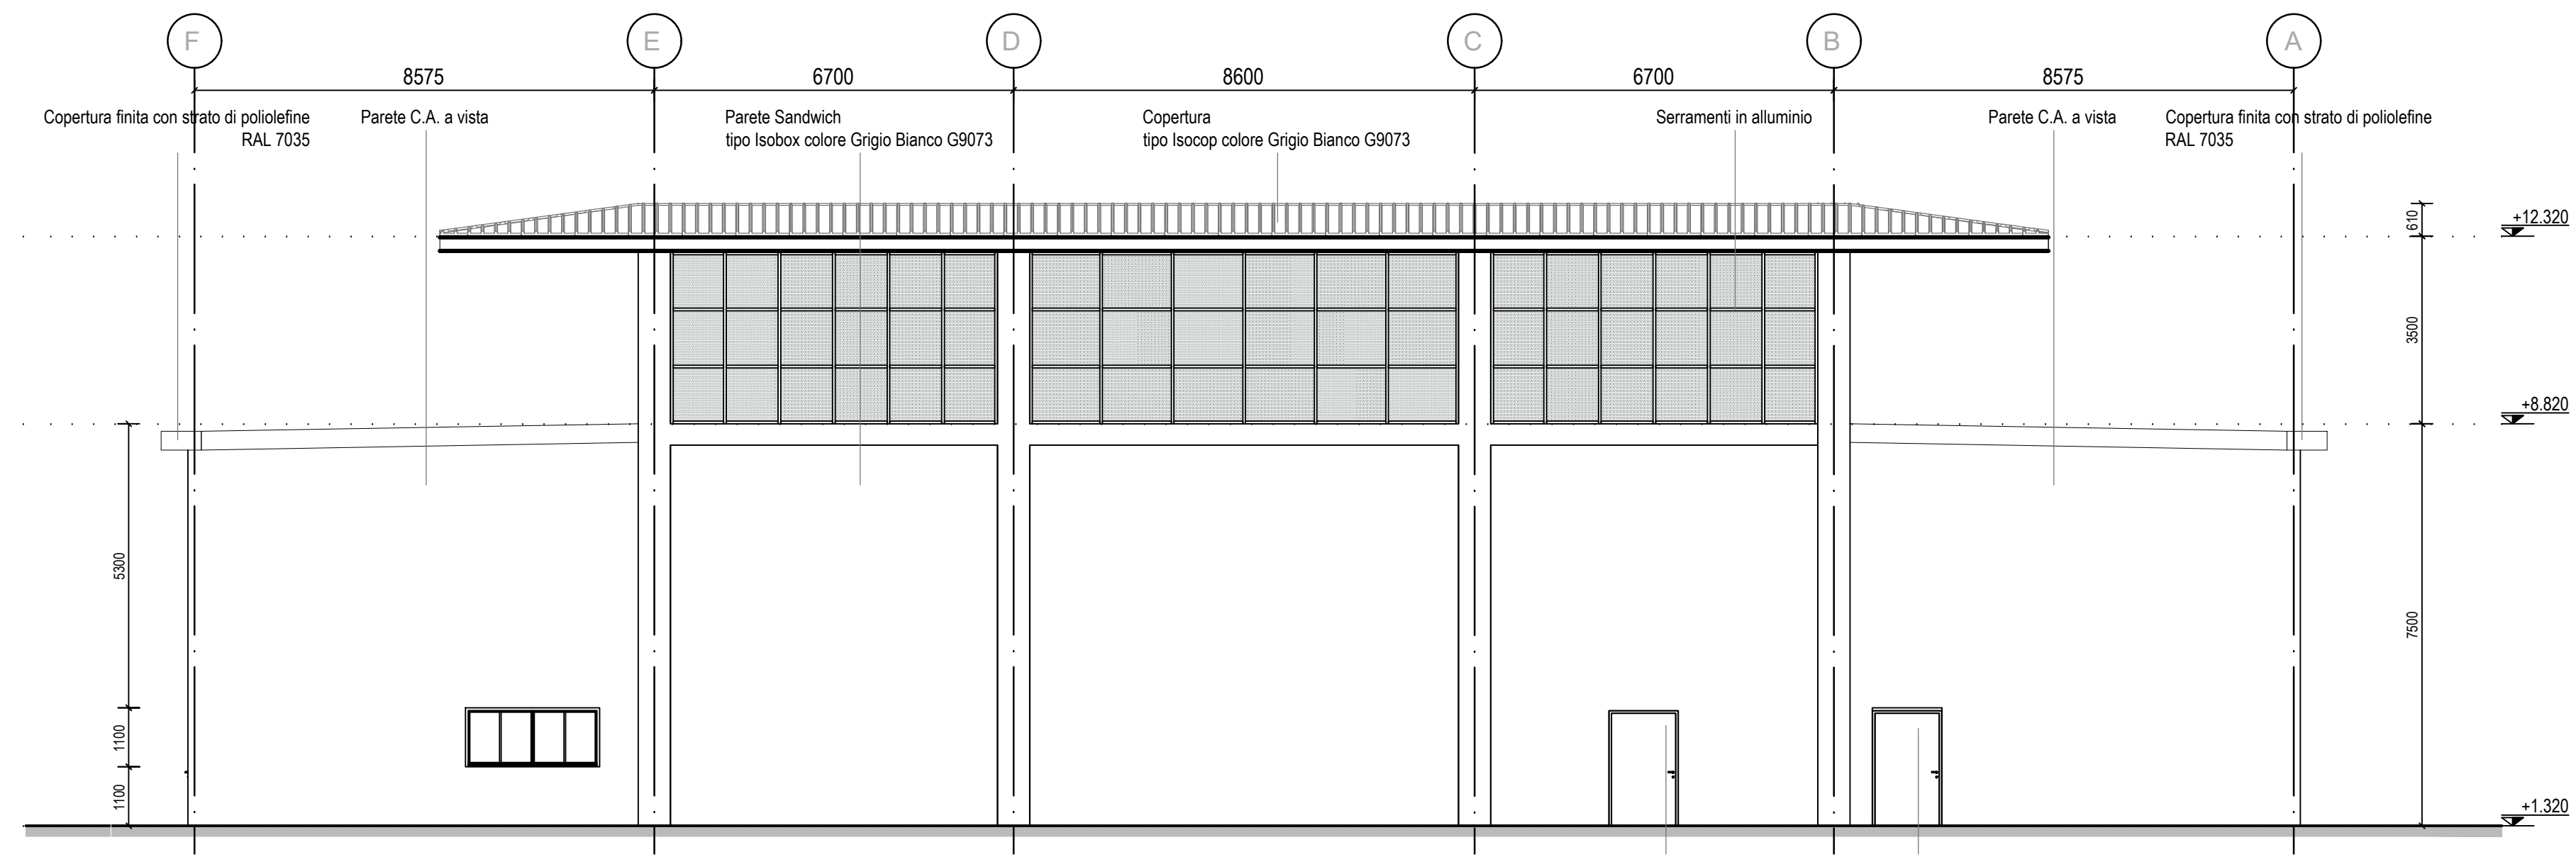 F E D C B A
8575 6700 8600 6700 8575
Copertura finita con strato di poliolefine
RAL 7035
Parete C.A. a vista
Parete Sandwich
tipo Isobox colore Grigio Bianco G9073
Copertura
tipo Isocop colore Grigio Bianco G9073
Serramenti in alluminio
Parete C.A. a vista
Copertura finita con strato di poliolefine
RAL 7035
610
+12.320
3500
+8.820
5300
7500
1100
1100
+1.320